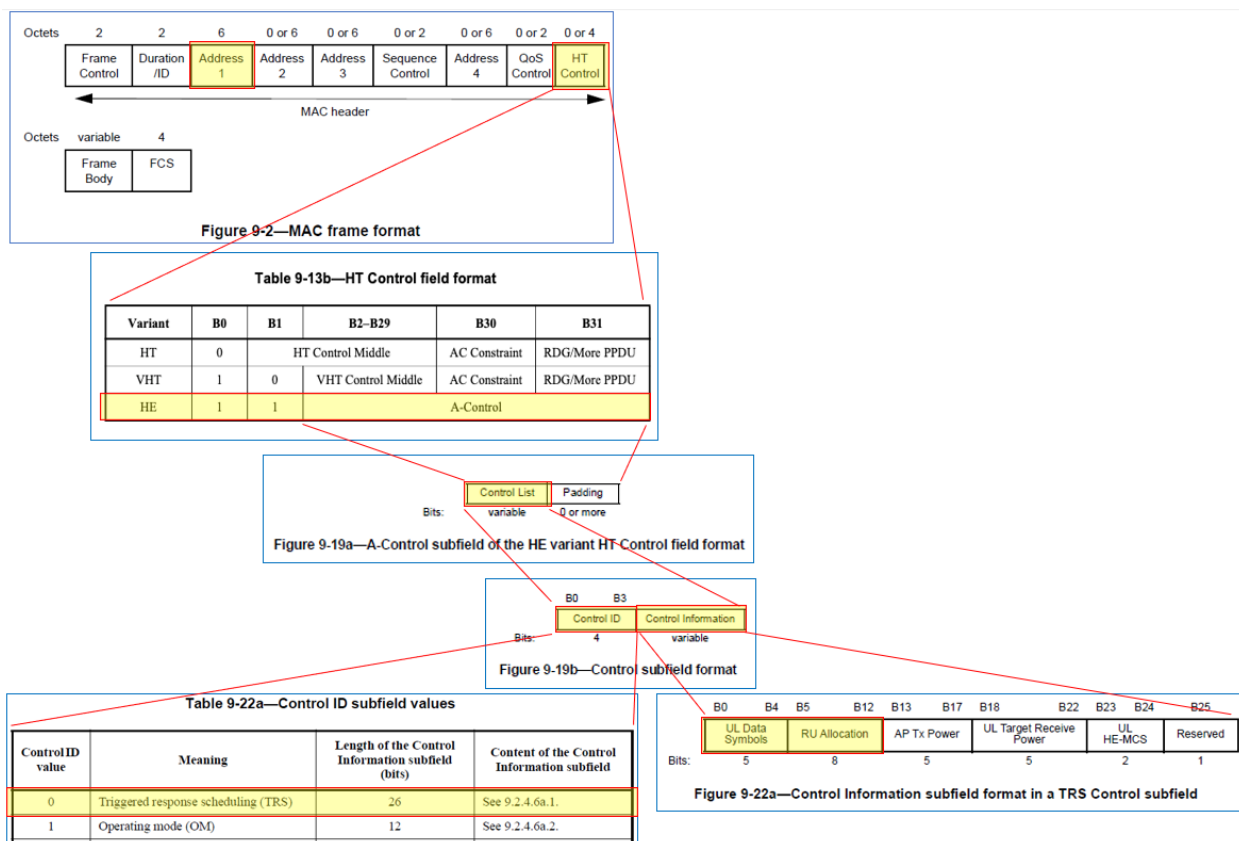 Octets 2 2 6 0 or 6 0 or 6 0 or 2 0 or 6 0 or 2 0 or 4
Frame Control Duration /ID Address 1 Address 2 Address 3 Sequence Control Address 4 QoS Control HT Control
MAC header
Octets variable 4
Frame Body FCS
Figure 9-2—MAC frame format
Table 9-13b—HT Control field format
Variant B0 B1 B2–B29 B30 B31
HT 0 HT Control Middle AC Constraint RDG/More PPDU
VHT 1 0 VHT Control Middle AC Constraint RDG/More PPDU
HE 1 1 A-Control
Control List Padding
Bits: variable 0 or more
Figure 9-19a—A-Control subfield of the HE variant HT Control field format
B0 B3
Control ID Control Information
Bits: 4 variable
Figure 9-19b—Control subfield format
Table 9-22a—Control ID subfield values
Control ID value Meaning Length of the Control Information subfield (bits) Content of the Control Information subfield
0 Triggered response scheduling (TRS) 26 See 9.2.4.6a.1.
1 Operating mode (OM) 12 See 9.2.4.6a.2.
B0 B4 B5 B12 B13 B17 B18 B22 B23 B24 B25
UL Data Symbols RU Allocation AP Tx Power UL Target Receive Power UL HE-MCS Reserved
Bits: 5 8 5 5 2 1
Figure 9-22a—Control Information subfield format in a TRS Control subfield